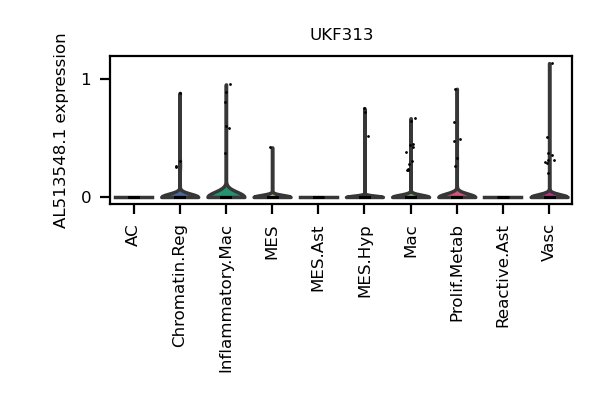 UKF313
AL513548.1 expression
1
0
AC
Chromatin.Reg
Inflammatory.Mac
MES
MES.Ast
MES.Hyp
Mac
Prolif.Metab
Reactive.Ast
Vasc